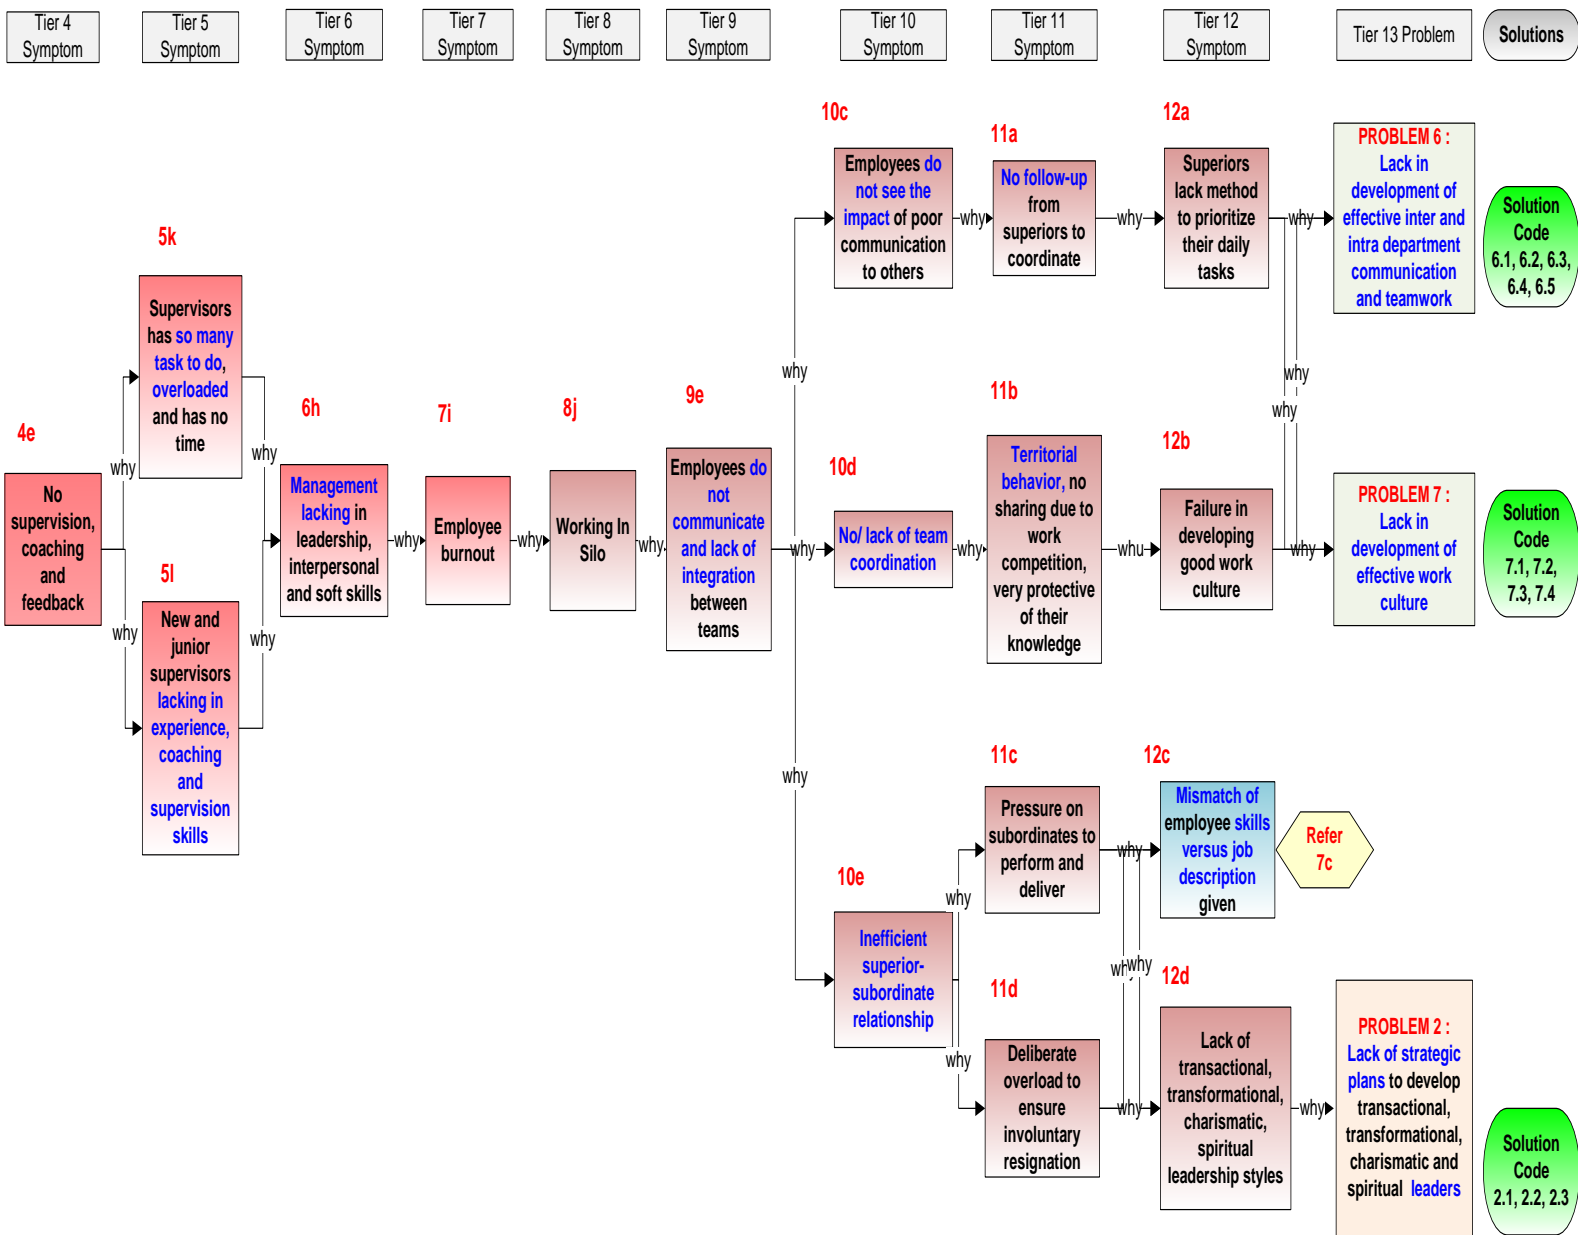 Tier 4
Symptom
Tier 5
Symptom
Tier 6
Symptom
Tier 7
Symptom
Tier 8
Symptom
Tier 9
Symptom
Tier 10
Symptom
Tier 11
Symptom
Tier 12
Symptom
Tier 13 Problem
Solutions
4e
No
supervision,
coaching
and
feedback
why
why
5k
Supervisors
has so many
task to do,
overloaded
and has no
time
5l
New and
junior
supervisors
lacking in
experience,
coaching
and
supervision
skills
why
why
6h
Management
lacking in
leadership,
interpersonal
and soft skills
why
7i
Employee
burnout
why
8j
Working In
Silo
why
9e
Employees do
not
communicate
and lack of
integration
between
teams
why
why
why
10c
Employees do
not see the
impact of poor
communication
to others
why
11a
No follow-up
from
superiors to
coordinate
why
12a
Superiors
lack method
to prioritize
their daily
tasks
why
why
why
PROBLEM 6 :
Lack in
development of
effective inter and
intra department
communication
and teamwork
Solution
Code
6.1, 6.2, 6.3,
6.4, 6.5
10d
No/ lack of team
coordination
why
11b
Territorial
behavior, no
sharing due to
work
competition,
very protective
of their
knowledge
whu
12b
Failure in
developing
good work
culture
why
PROBLEM 7 :
Lack in
development of
effective work
culture
Solution
Code
7.1, 7.2,
7.3, 7.4
10e
Inefficient
superior-
subordinate
relationship
why
why
11c
Pressure on
subordinates to
perform and
deliver
why
12c
Mismatch of
employee skills
versus job
description
given
Refer
7c
why
why
11d
Deliberate
overload to
ensure
involuntary
resignation
why
12d
Lack of
transactional,
transformational,
charismatic,
spiritual
leadership styles
why
PROBLEM 2 :
Lack of strategic
plans to develop
transactional,
transformational,
charismatic and
spiritual leaders
Solution
Code
2.1, 2.2, 2.3